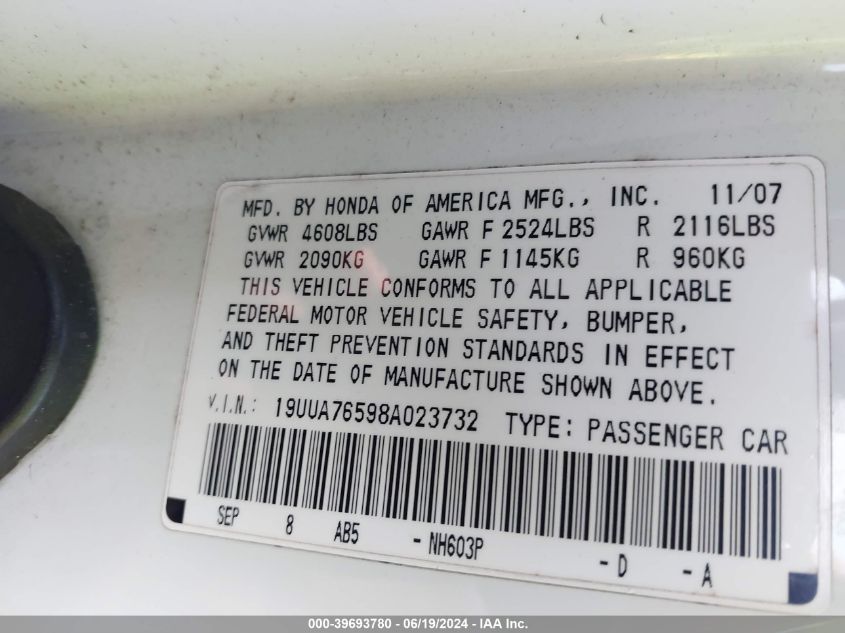 MFD. BY HONDA OF AMERICA MFG., INC. 11/07
GVWR 4608LBS GAWR F 2524LBS R 2116LBS
GVWR 2090KG GAWR F 1145KG R 960KG
THIS VEHICLE CONFORMS TO ALL APPLICABLE
FEDERAL MOTOR VEHICLE SAFETY, BUMPER,
AND THEFT PREVENTION STANDARDS IN EFFECT
ON THE DATE OF MANUFACTURE SHOWN ABOVE.
V.I.N.: 19UUA76598A023732 TYPE: PASSENGER CAR
SEP 8 AB5 -NH603P -D -A
000-39693780 - 06/19/2024 - IAA Inc.